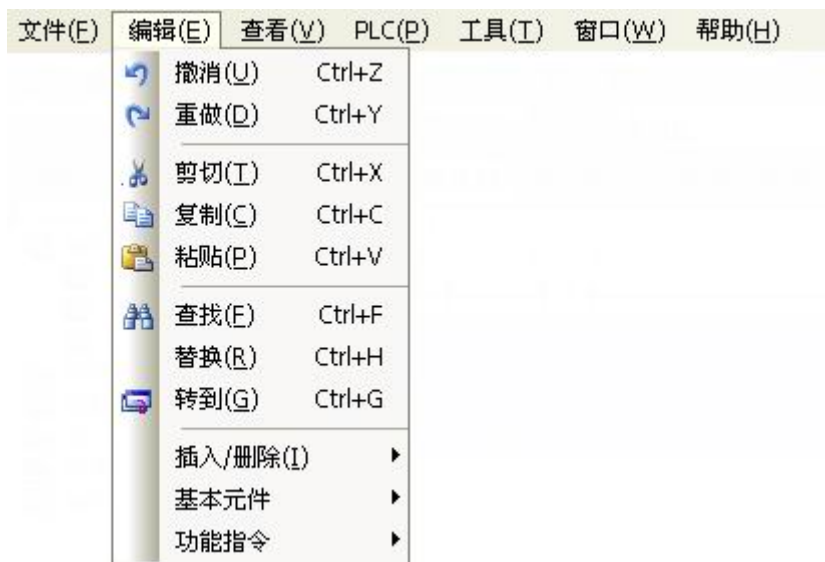 文件(F) 编辑(E) 查看(V) PLC(P) 工具(T) 窗口(W) 帮助(H)
撤消(U) Ctrl+Z
重做(D) Ctrl+Y
剪切(T) Ctrl+X
复制(C) Ctrl+C
粘贴(P) Ctrl+V
查找(F) Ctrl+F
替换(R) Ctrl+H
转到(G) Ctrl+G
插入/删除(I)
基本元件
功能指令